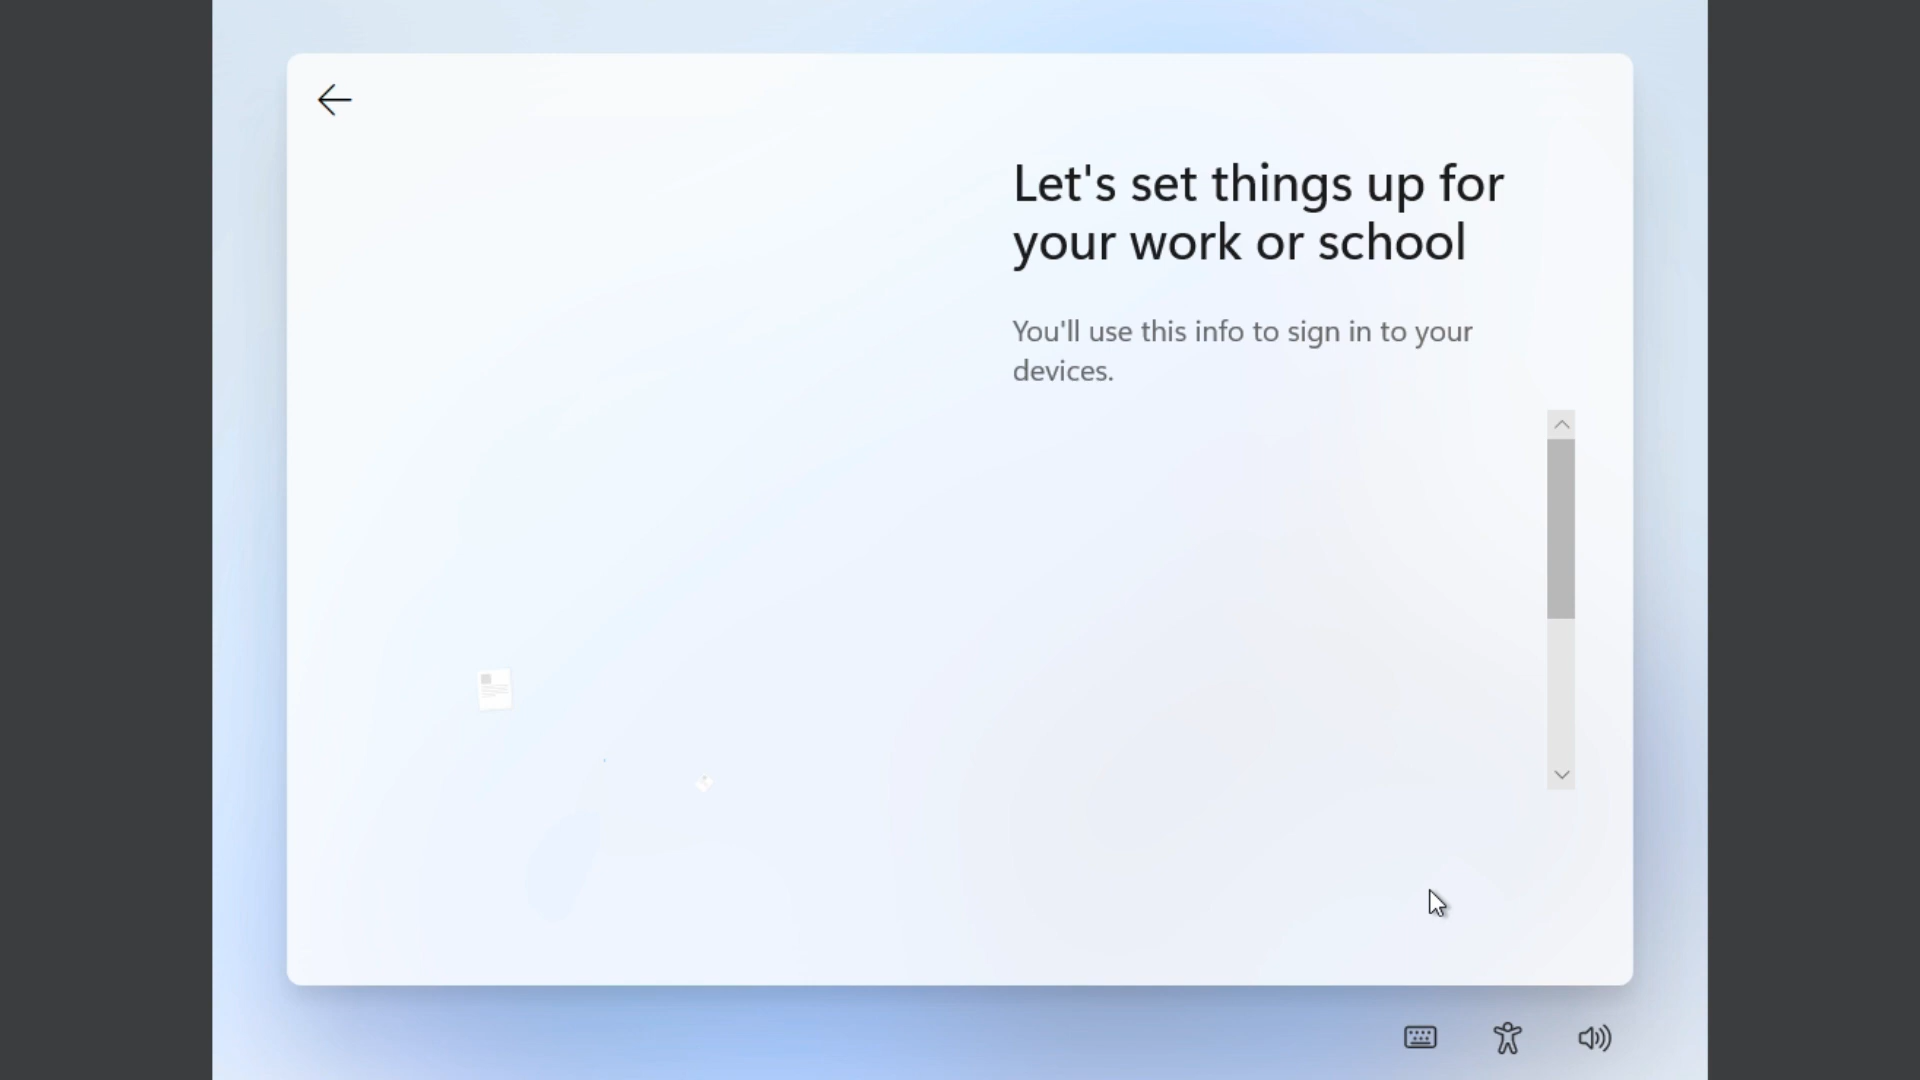 Let's set things up for
your work or school
You'll use this info to sign in to your
devices.